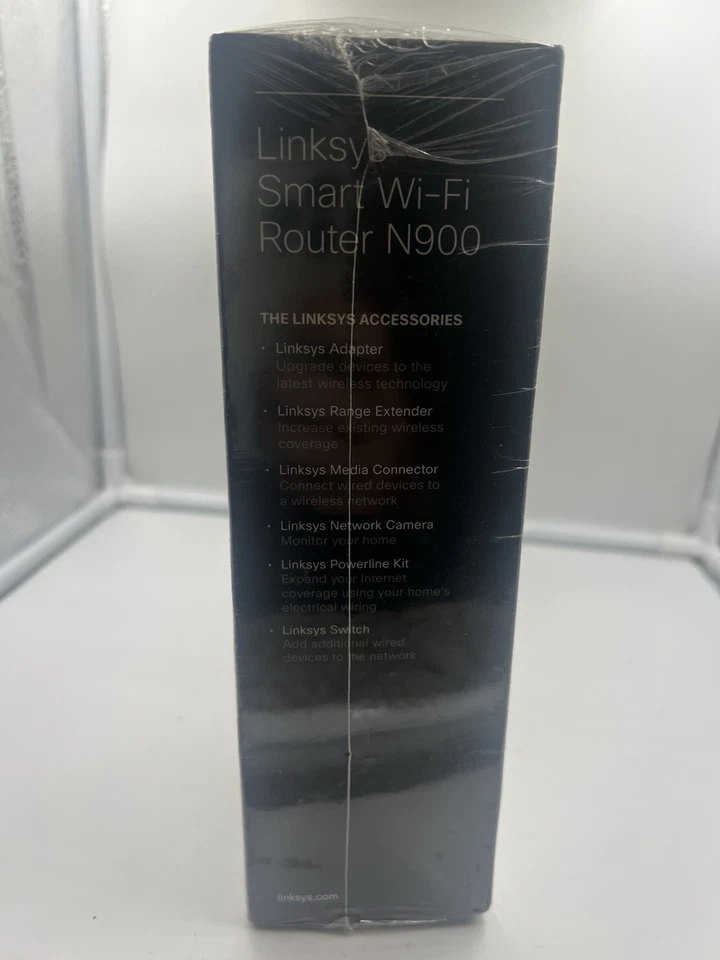 Linksys
Smart Wi-Fi
Router N900
THE LINKSYS ACCESSORIES
• Linksys Adapter
Upgrade devices to the
latest wireless technology
• Linksys Range Extender
Increase existing wireless
coverage
• Linksys Media Connector
Connect wired devices to
a wireless network
• Linksys Network Camera
Monitor your home
• Linksys Powerline Kit
Expand your Internet
coverage using your home's
electrical wiring
• Linksys Switch
Add additional wired
devices to the network
linksys.com